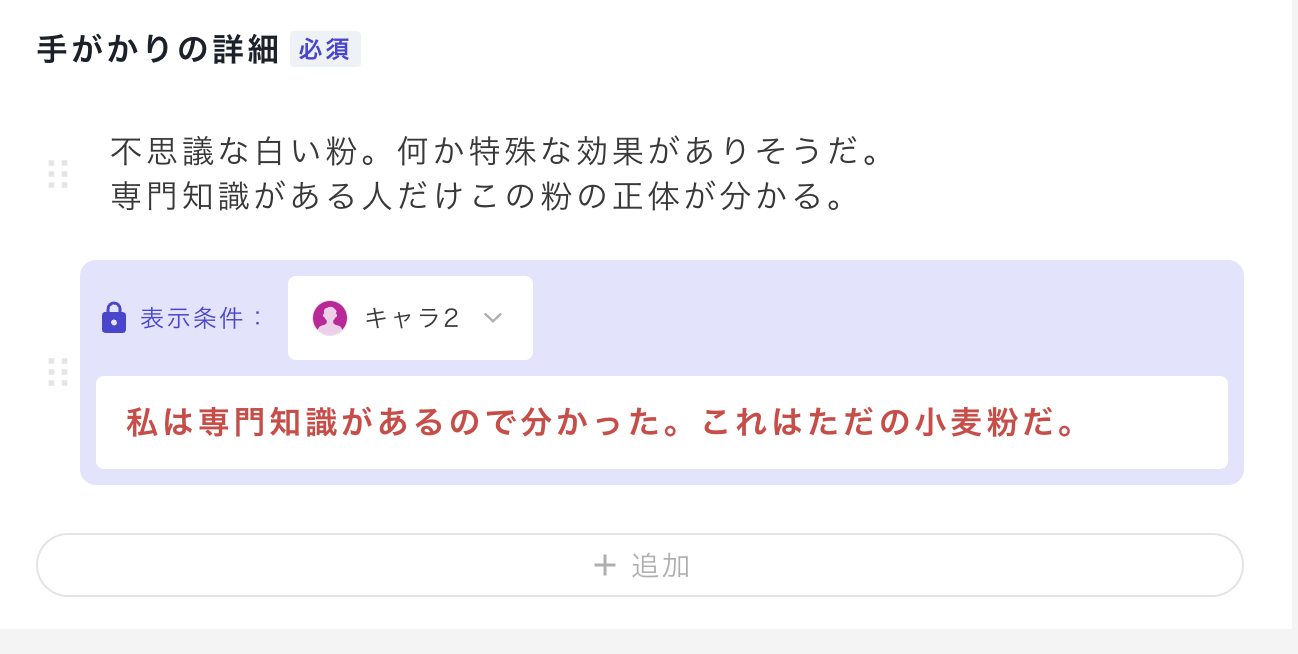 手がかりの詳細 必須
不思議な白い粉。何か特殊な効果がありそうだ。
専門知識がある人だけこの粉の正体が分かる。
表示条件： キャラ2
私は専門知識があるので分かった。これはただの小麦粉だ。
+ 追加